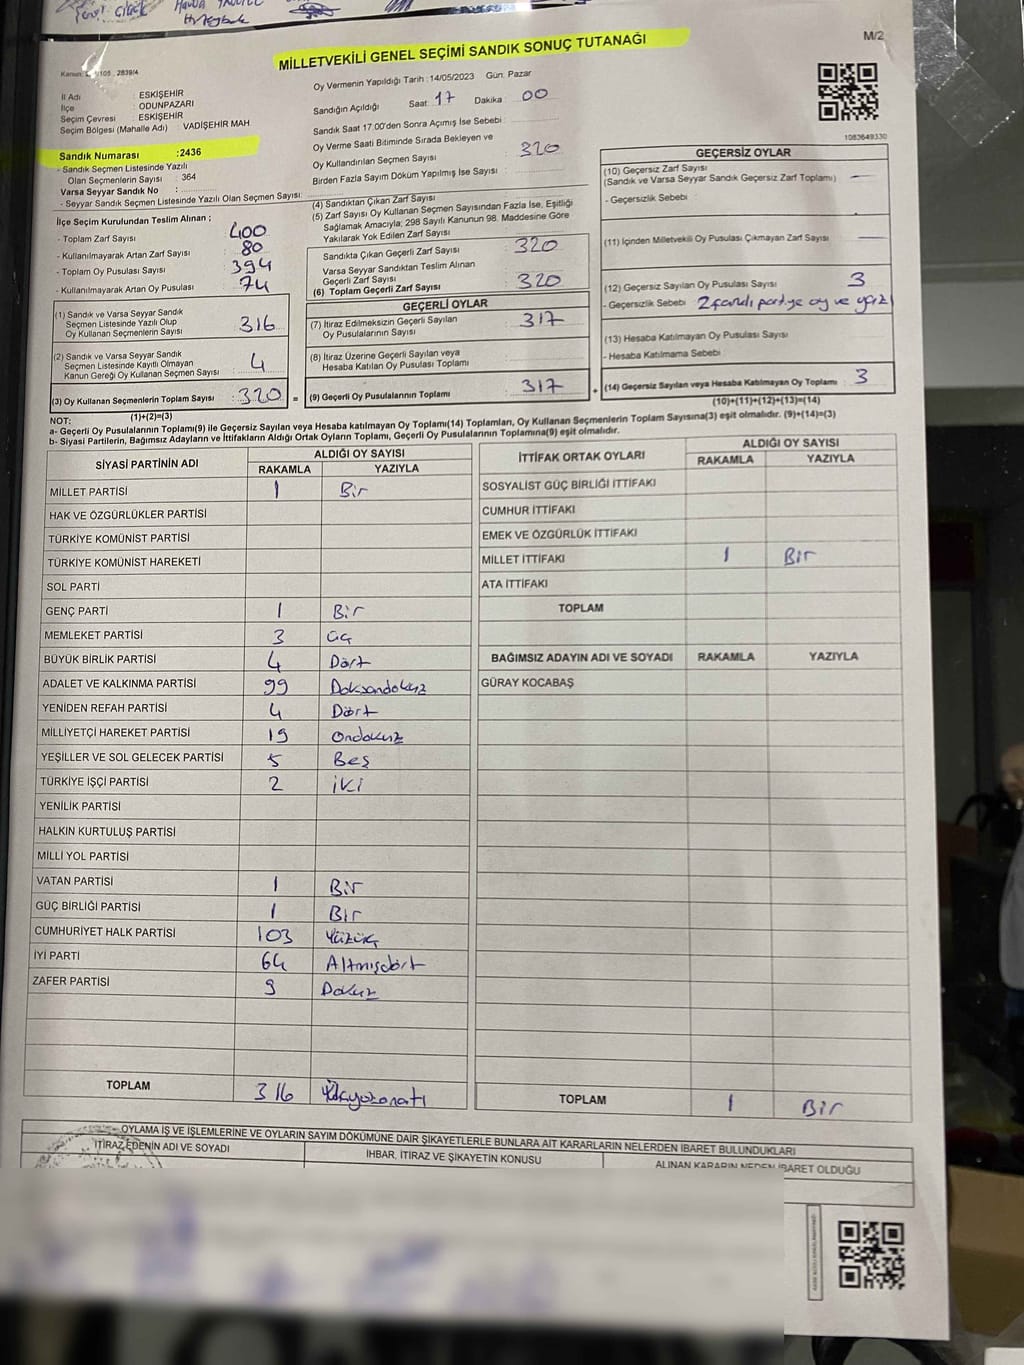 M/2
MİLLETVEKİLİ GENEL SEÇİMİ SANDIK SONUÇ TUTANAĞI
İl Adı : ESKİŞEHİR
İlçe : ODUNPAZARI
Seçim Çevresi : ESKİŞEHİR
Seçim Bölgesi (Mahalle Adı) : VADİŞEHİR MAH
Sandık Numarası :2436
- Sandık Seçmen Listesinde Yazılı
Olan Seçmenlerin Sayısı : 364
Varsa Seyyar Sandık No :
- Seyyar Sandık Seçmen Listesinde Yazılı Olan Seçmen Sayısı:
Oy Vermenin Yapıldığı Tarih :14/05/2023 Gün: Pazar
Sandığın Açıldığı Saat: 17 Dakika : 00
Sandık Saat 17:00'den Sonra Açmış İse Sebebi :
Oy Verme Saati Bitiminde Sırada Bekleyen ve
Oy Kullandırılan Seçmen Sayısı : 320
Birden Fazla Sayım Döküm Yapılmış İse Sayısı :
1083649330
İlçe Seçim Kurulundan Teslim Alınan ;
- Toplam Zarf Sayısı : 400
- Kullanılmayarak Artan Zarf Sayısı : 80
- Toplam Oy Pusulası Sayısı : 394
- Kullanılmayarak Artan Oy Pusulası : 74
(1) Sandık ve Varsa Seyyar Sandık
Seçmen Listesinde Yazılı Olup
Oy Kullanan Seçmenlerin Sayısı : 316
(2) Sandık ve Varsa Seyyar Sandık
Seçmen Listesinde Kayıtlı Olmayan
Kanun Gereği Oy Kullanan Seçmen Sayısı : 4
(3) Oy Kullanan Seçmenlerin Toplam Sayısı : 320
(1)+(2)=(3)
(4) Sandıktan Çıkan Zarf Sayısı
(5) Zarf Sayısı Oy Kullanan Seçmen Sayısından Fazla İse, Eşitliği
Sağlamak Amacıyla; 298 Sayılı Kanunun 98. Maddesine Göre
Yakılarak Yok Edilen Zarf Sayısı
Sandıkta Çıkan Geçerli Zarf Sayısı : 320
Varsa Seyyar Sandıktan Teslim Alınan
Geçerli Zarf Sayısı
(6) Toplam Geçerli Zarf Sayısı : 320
GEÇERLİ OYLAR
(7) İtiraz Edilmeksizin Geçerli Sayılan
Oy Pusulalarının Sayısı : 317
(8) İtiraz Üzerine Geçerli Sayılan veya
Hesaba Katılan Oy Pusulası Toplamı
= (9) Geçerli Oy Pusulalarının Toplamı : 317
GEÇERSİZ OYLAR
(10) Geçersiz Zarf Sayısı
(Sandık ve Varsa Seyyar Sandık Geçersiz Zarf Toplamı) : —
- Geçersizlik Sebebi :
(11) İçinden Milletvekili Oy Pusulası Çıkmayan Zarf Sayısı : —
(12) Geçersiz Sayılan Oy Pusulası Sayısı : 3
- Geçersizlik Sebebi : 2 farklı partiye oy ve
(13) Hesaba Katılmayan Oy Pusulası Sayısı :
- Hesaba Katılmama Sebebi :
+ (14) Geçersiz Sayılan veya Hesaba Katılmayan Oy Toplamı : 3
(10)+(11)+(12)+(13)=(14)
NOT:
a- Geçerli Oy Pusulalarının Toplamı(9) ile Geçersiz Sayılan veya Hesaba katılmayan Oy Toplamı(14) Toplamları, Oy Kullanan Seçmenlerin Toplam Sayısına(3) eşit olmalıdır. (9)+(14)=(3)
b- Siyasi Partilerin, Bağımsız Adayların ve İttifakların Aldığı Ortak Oyların Toplamı, Geçerli Oy Pusulalarının Toplamına(9) eşit olmalıdır.
SİYASİ PARTİNİN ADI ALDIĞI OY SAYISI
RAKAMLA YAZIYLA
MİLLET PARTİSİ 1 Bir
HAK VE ÖZGÜRLÜKLER PARTİSİ
TÜRKİYE KOMÜNİST PARTİSİ
TÜRKİYE KOMÜNİST HAREKETİ
SOL PARTİ
GENÇ PARTİ 1 Bir
MEMLEKET PARTİSİ 3 Üç
BÜYÜK BİRLİK PARTİSİ 4 Dört
ADALET VE KALKINMA PARTİSİ 99 Doksandokuz
YENİDEN REFAH PARTİSİ 4 Dört
MİLLİYETÇİ HAREKET PARTİSİ 19 Ondokuz
YEŞİLLER VE SOL GELECEK PARTİSİ 5 Beş
TÜRKİYE İŞÇİ PARTİSİ 2 iki
YENİLİK PARTİSİ
HALKIN KURTULUŞ PARTİSİ
MİLLİ YOL PARTİSİ
VATAN PARTİSİ 1 Bir
GÜÇ BİRLİĞİ PARTİSİ 1 Bir
CUMHURİYET HALK PARTİSİ 103 Yüzüç
İYİ PARTİ 64 Altmışdört
ZAFER PARTİSİ 9 Dokuz
TOPLAM 316
İTTİFAK ORTAK OYLARI ALDIĞI OY SAYISI
RAKAMLA YAZIYLA
SOSYALİST GÜÇ BİRLİĞİ İTTİFAKI
CUMHUR İTTİFAKI
EMEK VE ÖZGÜRLÜK İTTİFAKI
MİLLET İTTİFAKI 1 Bir
ATA İTTİFAKI
TOPLAM
BAĞIMSIZ ADAYIN ADI VE SOYADI RAKAMLA YAZIYLA
GÜRAY KOCABAŞ
TOPLAM 1 Bir
OYLAMA İŞ VE İŞLEMLERİNE VE OYLARIN SAYIM DÖKÜMÜNE DAİR ŞİKAYETLERLE BUNLARA AİT KARARLARIN NELERDEN İBARET BULUNDUKLARI
İTİRAZ EDENİN ADI VE SOYADI İHBAR, İTİRAZ VE ŞİKAYETİN KONUSU ALINAN KARARIN NEDEN İBARET OLDUĞU